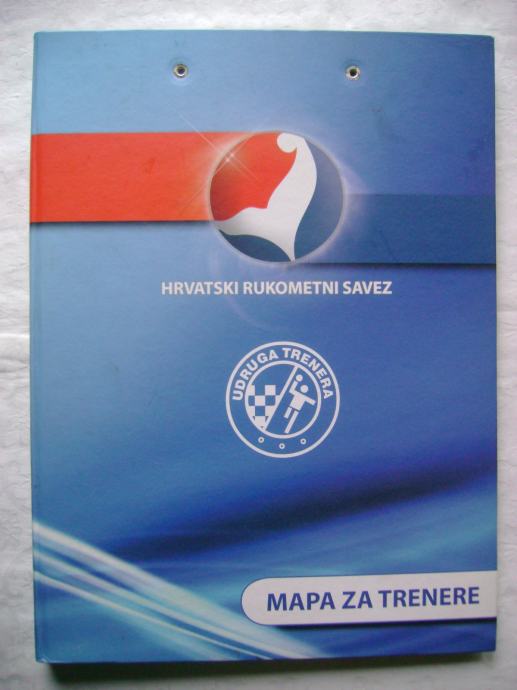 HRVATSKI RUKOMETNI SAVEZ
UDRUGA TRENERA
MAPA ZA TRENERE